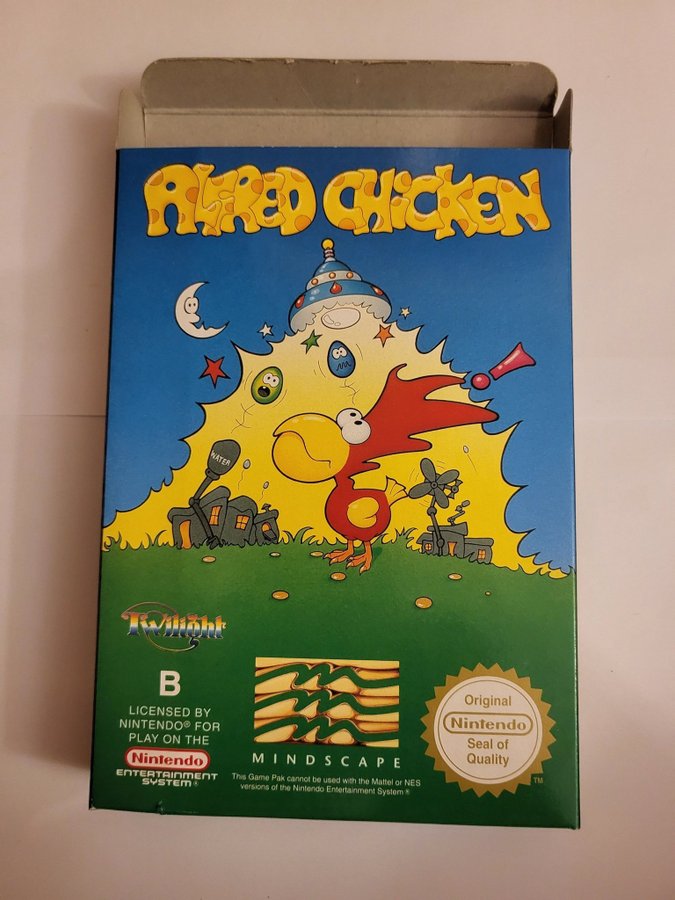 ALFRED CHICKEN
WATER
Twilight
B
LICENSED BY
NINTENDO® FOR
PLAY ON THE
Nintendo
ENTERTAINMENT
SYSTEM®
MINDSCAPE
This Game Pak cannot be used with the Mattel or NES
versions of the Nintendo Entertainment System®
Original
Nintendo
Seal of
Quality
TM